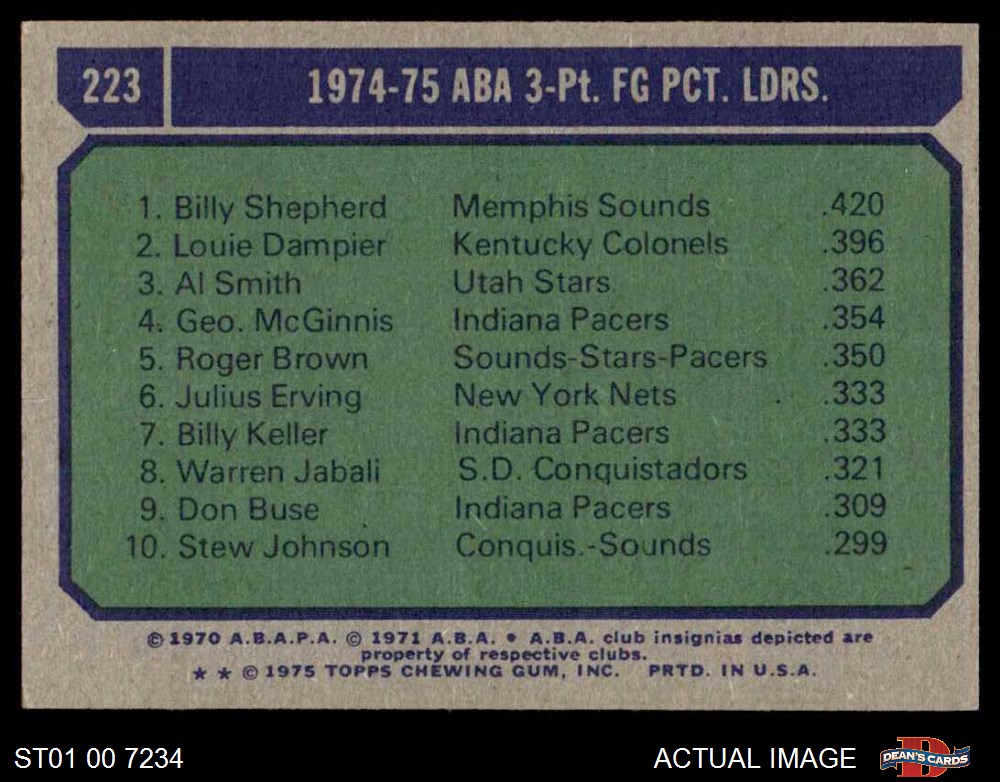 223 1974-75 ABA 3-Pt. FG PCT. LDRS.
1. Billy Shepherd Memphis Sounds .420
2. Louie Dampier Kentucky Colonels .396
3. Al Smith Utah Stars .362
4. Geo. McGinnis Indiana Pacers .354
5. Roger Brown Sounds-Stars-Pacers .350
6. Julius Erving New York Nets .333
7. Billy Keller Indiana Pacers .333
8. Warren Jabali S.D. Conquistadors .321
9. Don Buse Indiana Pacers .309
10. Stew Johnson Conquis.-Sounds .299
© 1970 A.B.A.P.A. © 1971 A.B.A. • A.B.A. club insignias depicted are
property of respective clubs.
★ ★ © 1975 TOPPS CHEWING GUM, INC. PRTD. IN U.S.A.
ST01 00 7234 ACTUAL IMAGE D DEAN'S CARDS